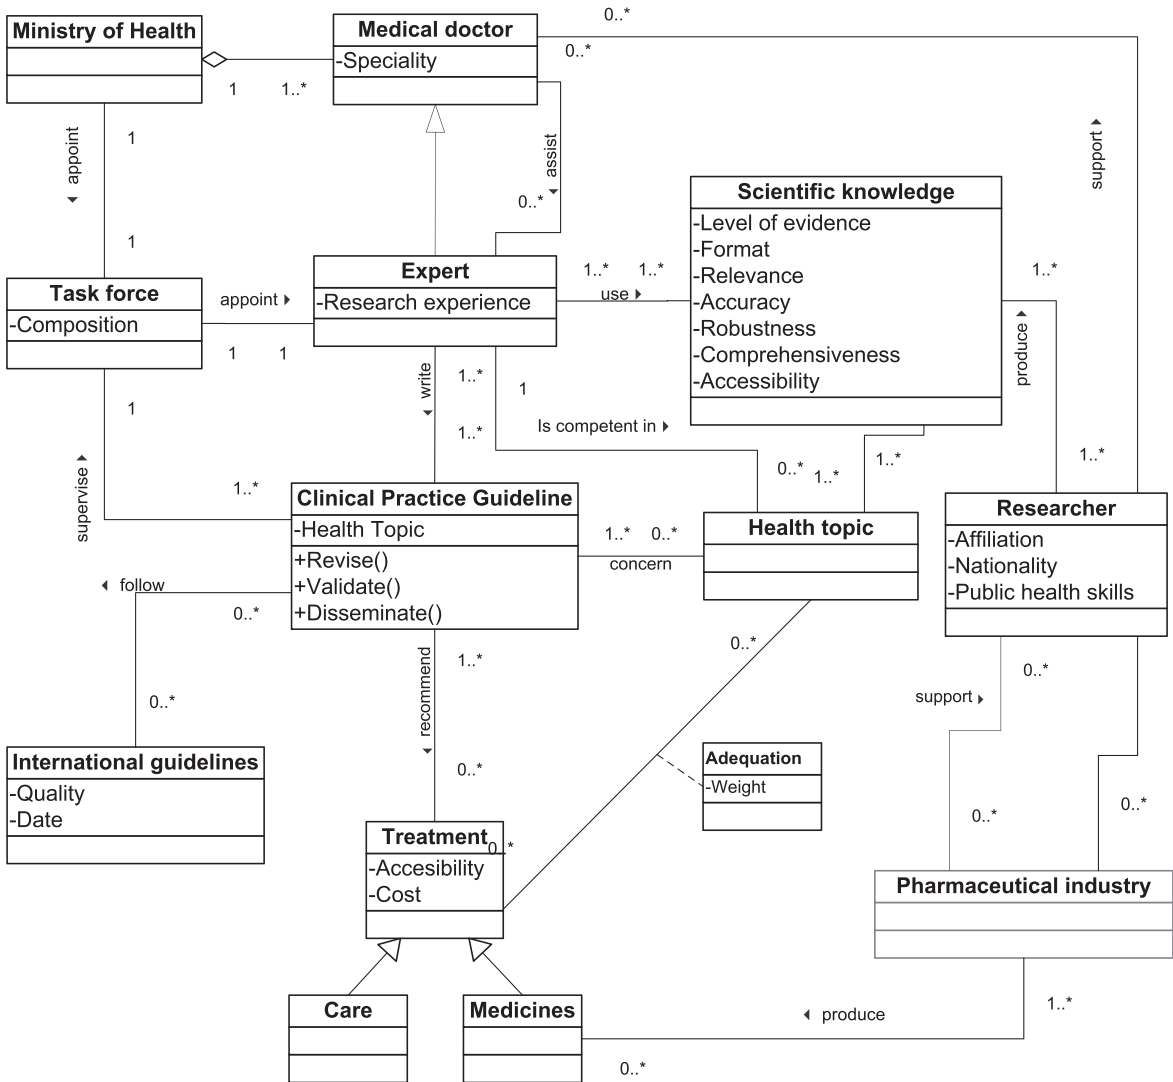 Ministry of Health
Medical doctor
-Speciality
0..*
0..*
1
1..*
appoint
1
1
assist
0..*
support
Scientific knowledge
-Level of evidence
-Format
-Relevance
-Accuracy
-Robustness
-Comprehensiveness
-Accessibility
Task force
-Composition
appoint
1
1
Expert
-Research experience
1..*
1..*
use
1..*
produce
1..*
1
supervise
1..*
write
1..*
1..*
1
Is competent in
0..*
1..*
1..*
Clinical Practice Guideline
-Health Topic
+Revise()
+Validate()
+Disseminate()
1..*
0..*
concern
Health topic
Researcher
-Affiliation
-Nationality
-Public health skills
follow
0..*
0..*
recommend
1..*
0..*
0..*
0..*
support
0..*
0..*
International guidelines
-Quality
-Date
Adequation
-Weight
Treatment
0..*
-Accesibility
-Cost
Pharmaceutical industry
Care
Medicines
produce
1..*
0..*